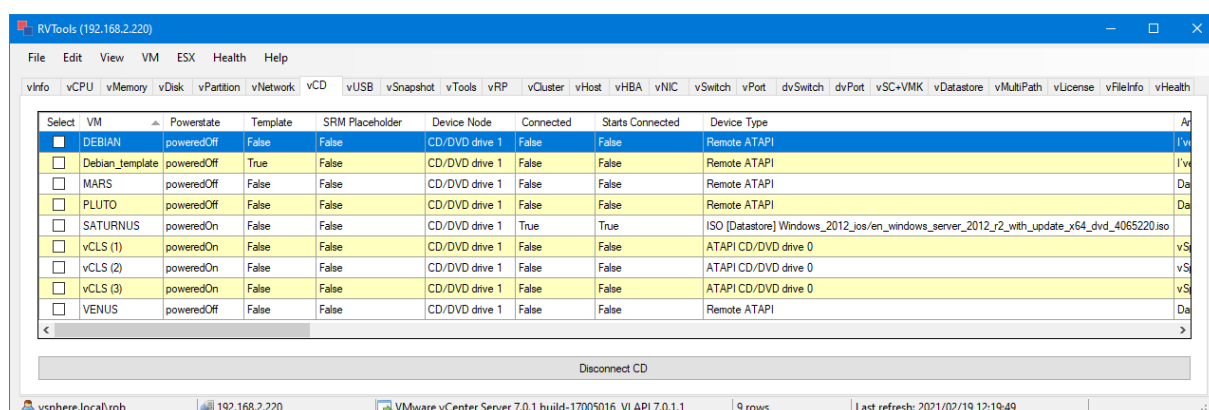 RVTools (192.168.2.220)
File Edit View VM ESX Health Help
vInfo vCPU vMemory vDisk vPartition vNetwork vCD vUSB vSnapshot vTools vRP vCluster vHost vHBA vNIC vSwitch vPort dvSwitch dvPort vSC+VMK vDatastore vMultiPath vLicense vFileInfo vHealth
Select VM Powerstate Template SRM Placeholder Device Node Connected Starts Connected Device Type
DEBIAN poweredOff False False CD/DVD drive 1 False False Remote ATAPI I've
Debian_template poweredOff True False CD/DVD drive 1 False False Remote ATAPI I've
MARS poweredOff False False CD/DVD drive 1 False False Remote ATAPI Da
PLUTO poweredOff False False CD/DVD drive 1 False False Remote ATAPI Da
SATURNUS poweredOn False False CD/DVD drive 1 True True ISO [Datastore] Windows_2012_ios/en_windows_server_2012_r2_with_update_x64_dvd_4065220.iso
vCLS (1) poweredOn False False CD/DVD drive 1 False False ATAPI CD/DVD drive 0
vCLS (2) poweredOn False False CD/DVD drive 1 False False ATAPI CD/DVD drive 0
vCLS (3) poweredOn False False CD/DVD drive 1 False False ATAPI CD/DVD drive 0
VENUS poweredOff False False CD/DVD drive 1 False False Remote ATAPI Da
Disconnect CD
vsphere.local\rob 192.168.2.220 VMware vCenter Server 7.0.1 build-17005016 VI API 7.0.1.1 9 rows Last refresh: 2021/02/19 12:19:49